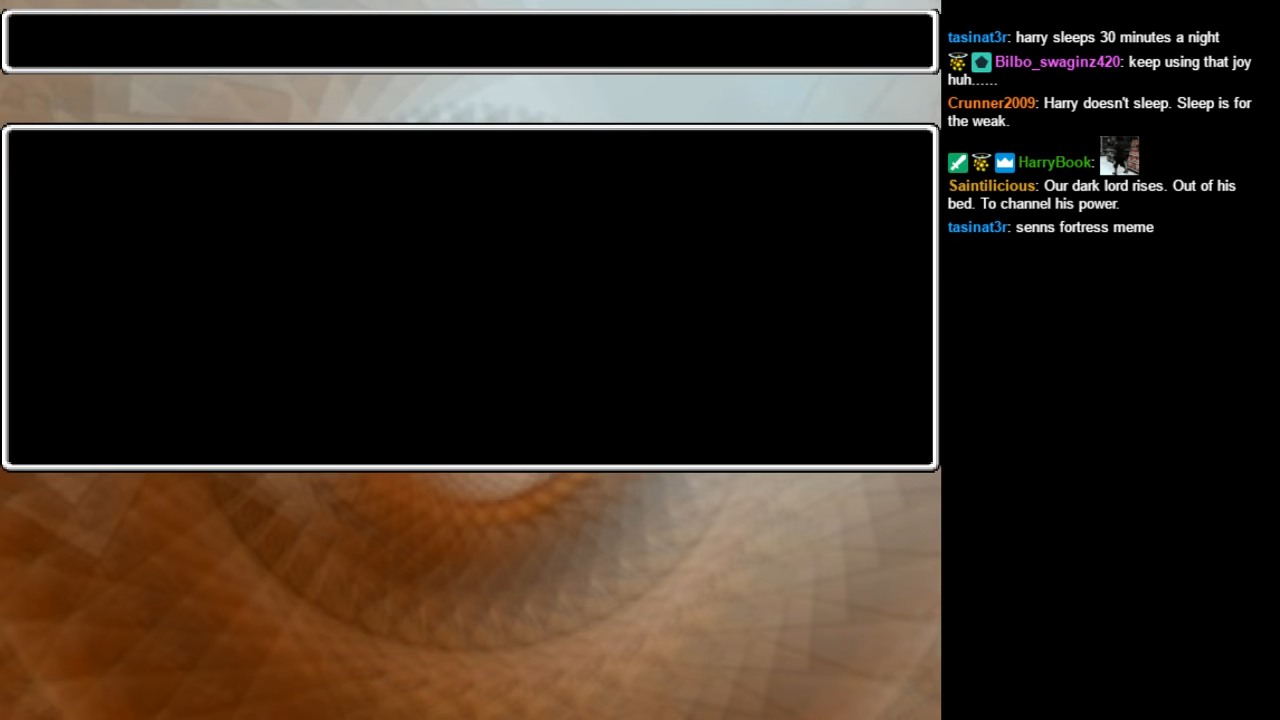 tasinat3r: harry sleeps 30 minutes a night
Bilbo_swaginz420: keep using that joy
huh......
Crunner2009: Harry doesn't sleep. Sleep is for
the weak.
HarryBook:
Saintilicious: Our dark lord rises. Out of his
bed. To channel his power.
tasinat3r: senns fortress meme